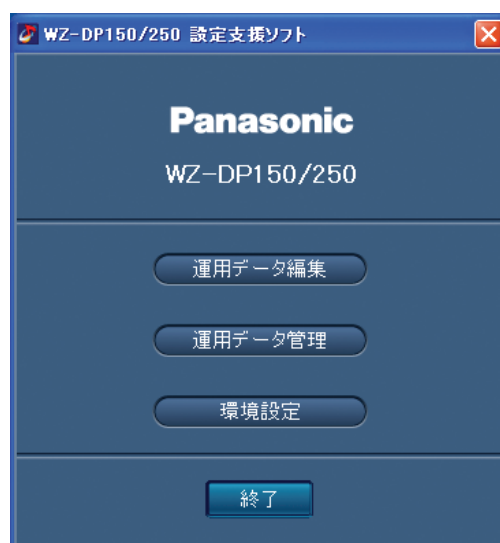 WZ-DP150/250 設定支援ソフト
Panasonic
WZ-DP150/250
運用データ編集
運用データ管理
環境設定
終了